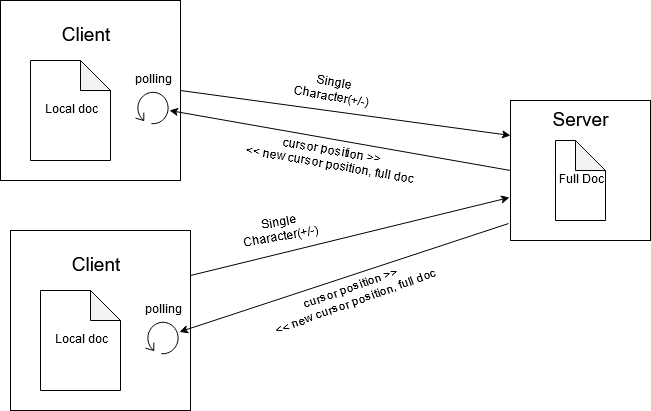 Client
polling
Local doc
Single
Character(+/-)
cursor position >>
<< new cursor position, full doc
Server
Full Doc
Client
polling
Local doc
Single
Character(+/-)
cursor position >>
<< new cursor position, full doc